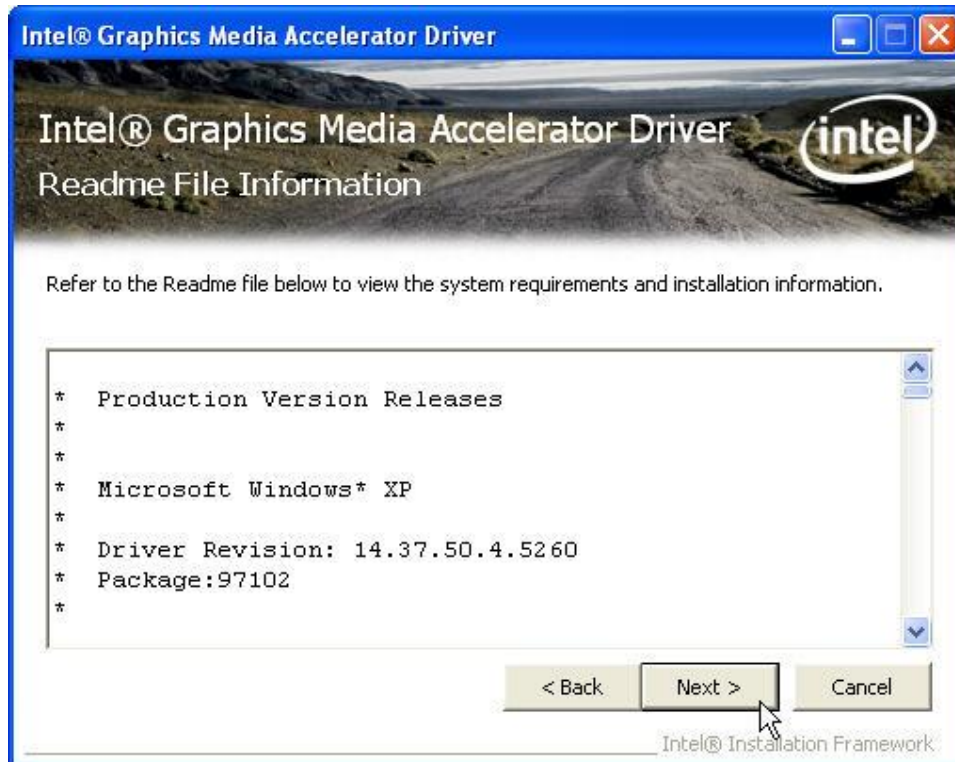 Intel® Graphics Media Accelerator Driver
Intel® Graphics Media Accelerator Driver
intel
Readme File Information
Refer to the Readme file below to view the system requirements and installation information.
* Production Version Releases
*
*
* Microsoft Windows* XP
*
* Driver Revision: 14.37.50.4.5260
* Package:97102
*
< Back
Next >
Cancel
Intel® Installation Framework